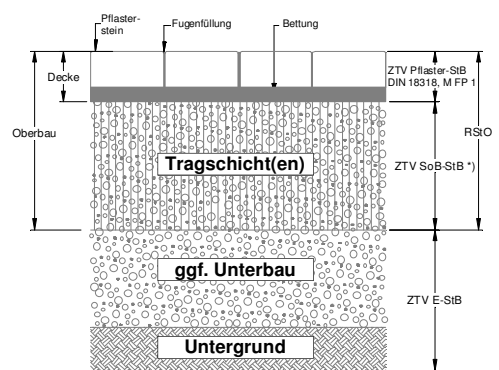 Pflaster-
stein
Fugenfüllung
Bettung
Decke
ZTV Pflaster-StB
DIN 18318, M FP 1
Oberbau
RStO
Tragschicht(en)
ZTV SoB-StB *)
ggf. Unterbau
ZTV E-StB
Untergrund